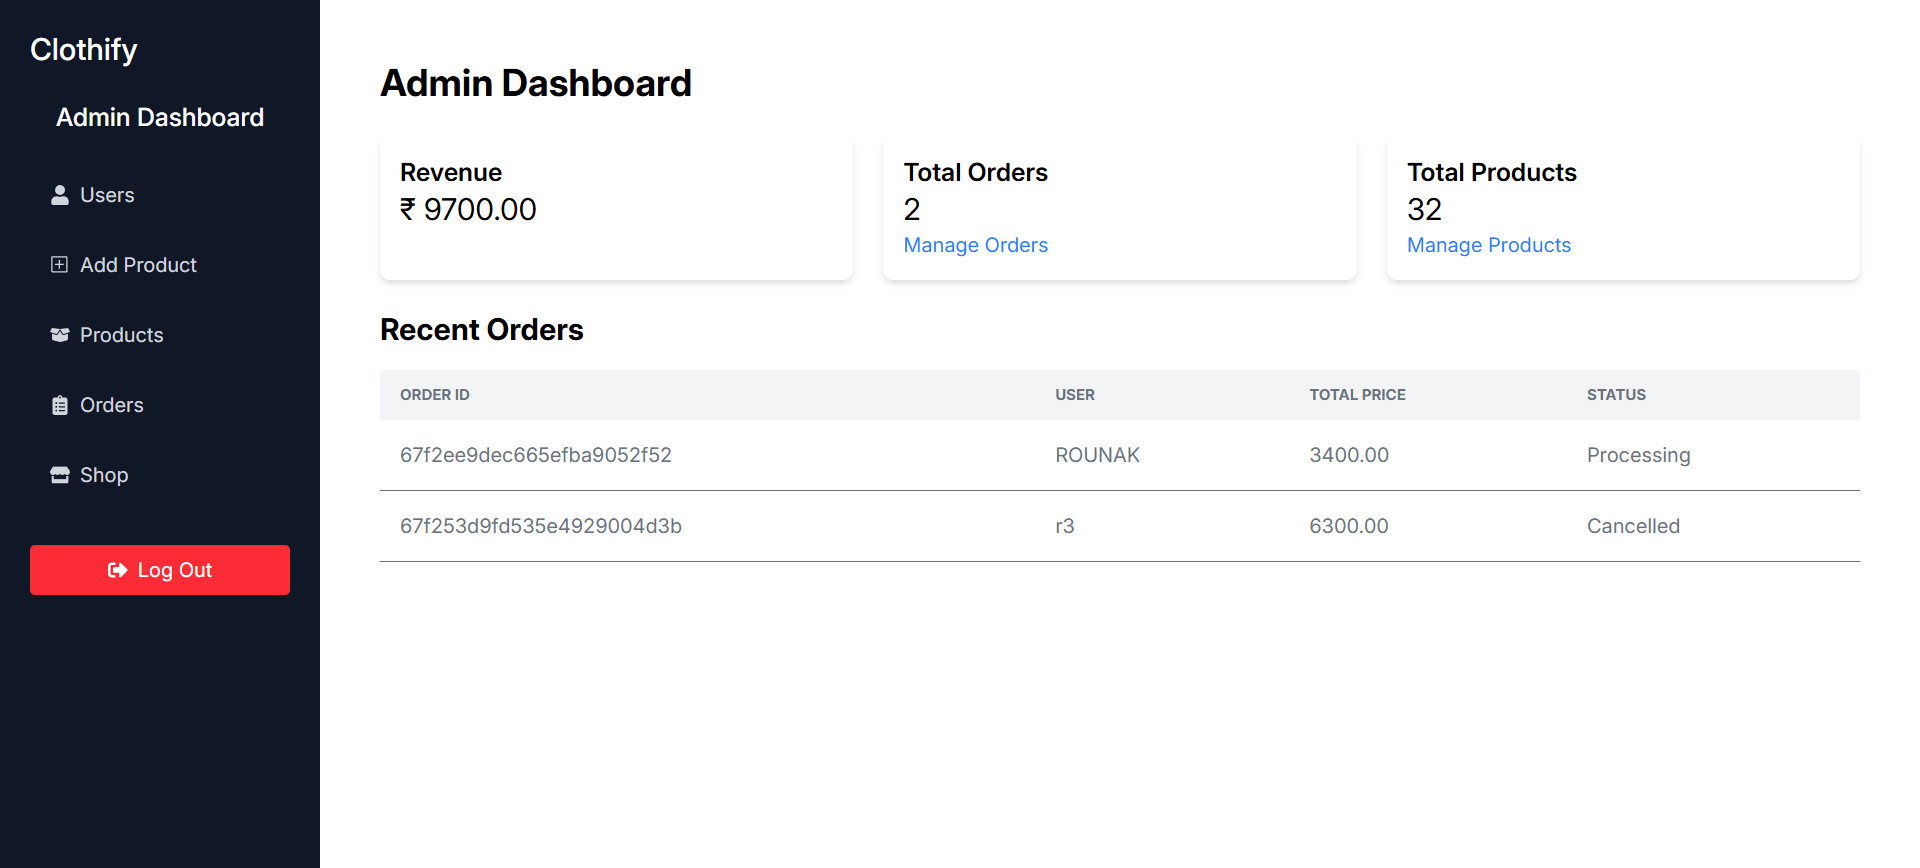 Clothify
Admin Dashboard
Users
Add Product
Products
Orders
Shop
Log Out
Admin Dashboard
Revenue
₹ 9700.00
Total Orders
2
Manage Orders
Total Products
32
Manage Products
Recent Orders
ORDER ID USER TOTAL PRICE STATUS
67f2ee9dec665efba9052f52 ROUNAK 3400.00 Processing
67f253d9fd535e4929004d3b r3 6300.00 Cancelled